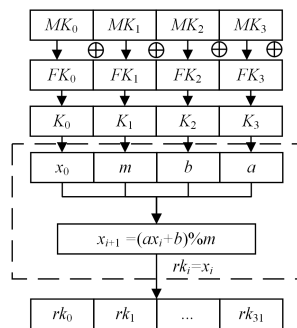 MK₀ MK₁ MK₂ MK₃
⊕ ⊕ ⊕ ⊕
FK₀ FK₁ FK₂ FK₃
K₀ K₁ K₂ K₃
x₀ m b a
xᵢ₊₁ =(axᵢ+b)%m
rkᵢ=xᵢ
rk₀ rk₁ ... rk₃₁